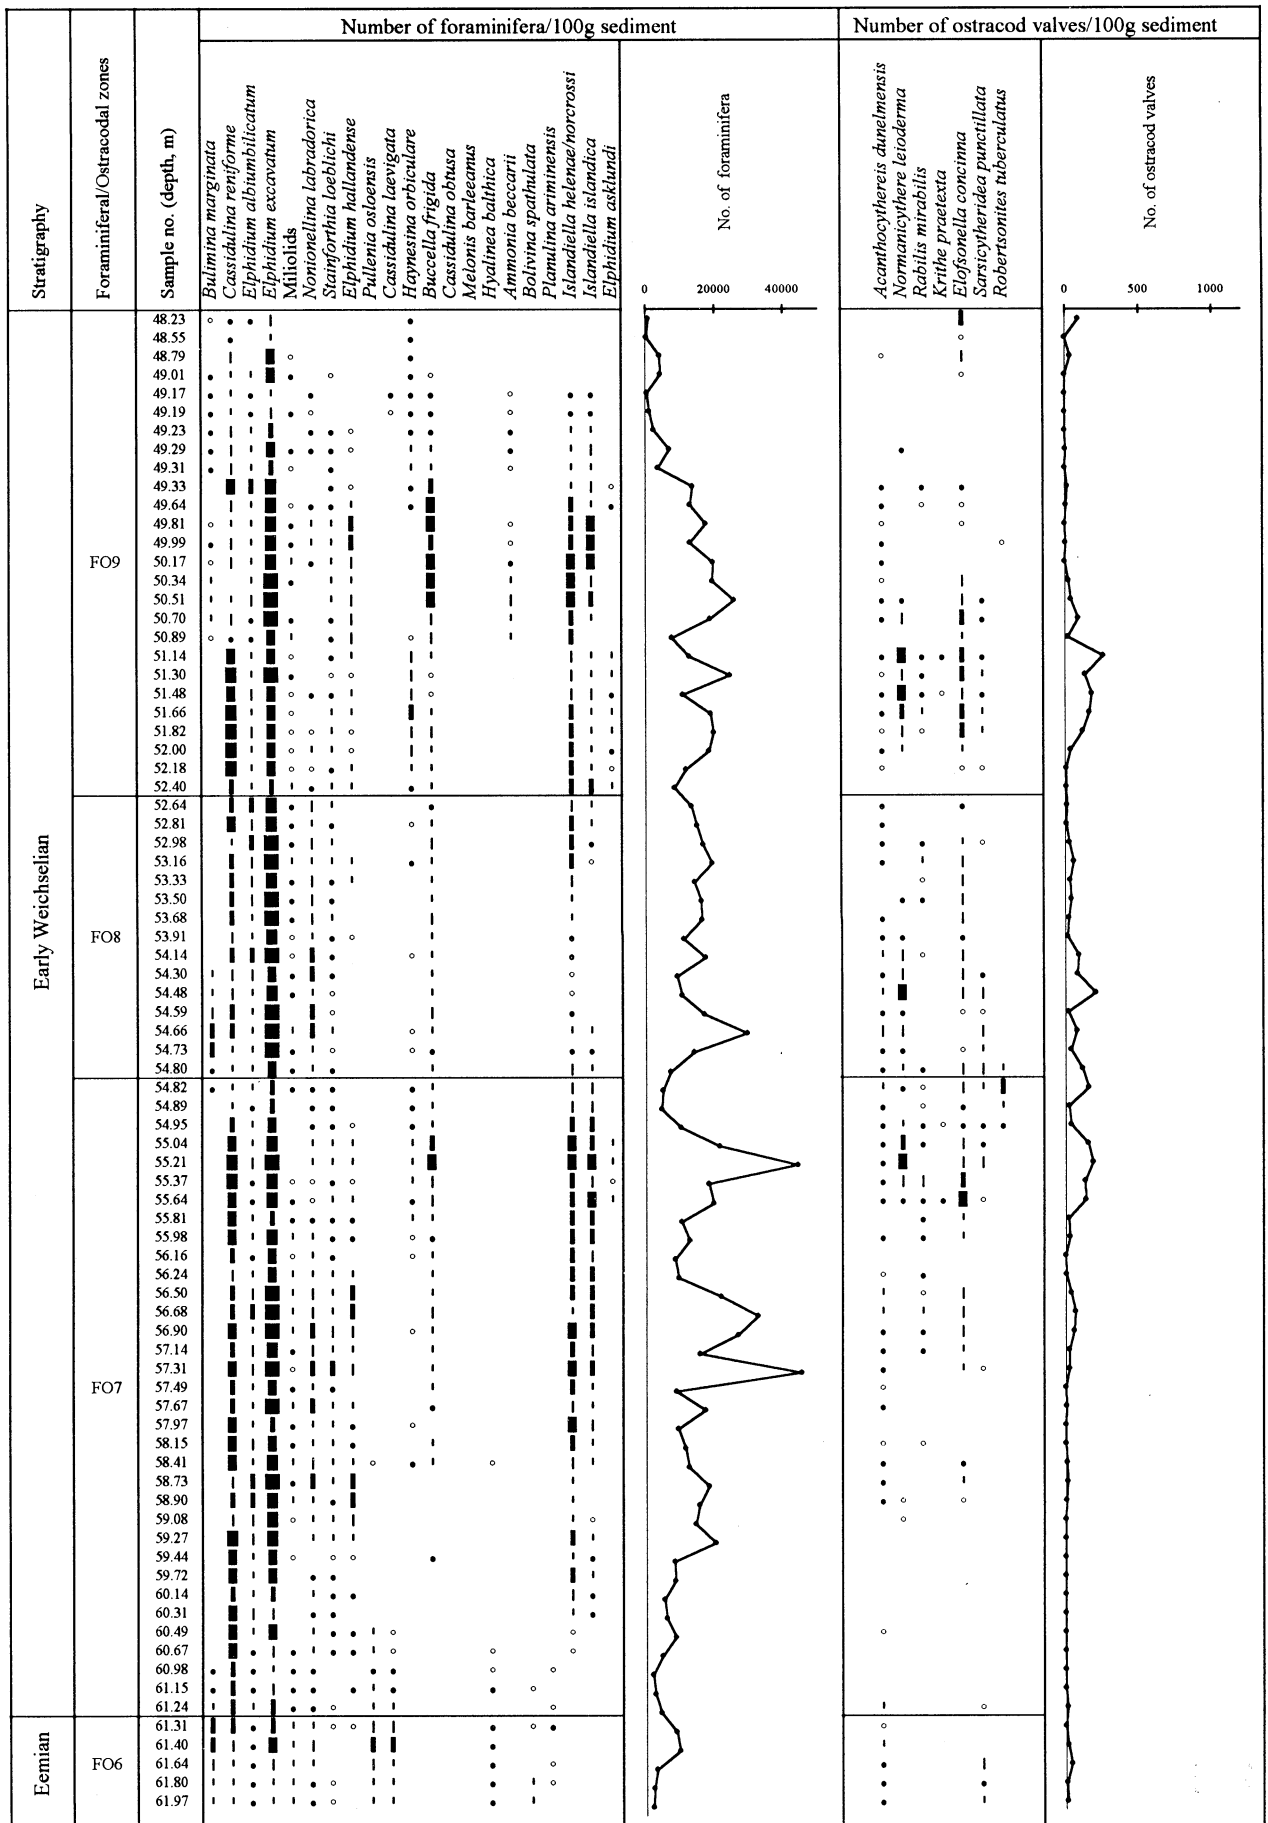 Number of foraminifera/100g sediment
Number of ostracod valves/100g sediment
Stratigraphy
Foraminiferal/Ostracodal zones
Sample no. (depth, m)
Bulimina marginata
Cassidulina reniforme
Elphidium albiumbilicatum
Elphidium excavatum
Miliolids
Nonionellina labradorica
Stainforthia loeblichi
Elphidium hallandense
Pullenia osloensis
Cassidulina laevigata
Haynesina orbiculare
Buccella frigida
Cassidulina obtusa
Melonis barleeanus
Hyalinea balthica
Ammonia beccarii
Bolivina spathulata
Planulina ariminensis
Islandiella helenae/norcrossi
Islandiella islandica
Elphidium asklundi
No. of foraminifera
Acanthocythereis dunelmensis
Normanicythere leioderma
Rabilis mirabilis
Krithe praetexta
Elofsonella concinna
Sarsicytheridea punctillata
Robertsonites tuberculatus
No. of ostracod valves
0 20000 40000
0 500 1000
48.23
48.55
48.79
49.01
49.17
49.19
49.23
49.29
49.31
49.33
49.64
49.81
49.99
FO9
50.17
50.34
50.51
50.70
50.89
51.14
51.30
51.48
51.66
51.82
52.00
52.18
52.40
52.64
52.81
52.98
53.16
53.33
53.50
53.68
Early Weichselian
FO8
53.91
54.14
54.30
54.48
54.59
54.66
54.73
54.80
54.82
54.89
54.95
55.04
55.21
55.37
55.64
55.81
55.98
56.16
56.24
56.50
56.68
56.90
57.14
57.31
FO7
57.49
57.67
57.97
58.15
58.41
58.73
58.90
59.08
59.27
59.44
59.72
60.14
60.31
60.49
60.67
60.98
61.15
61.24
61.31
61.40
Eemian
FO6
61.64
61.80
61.97